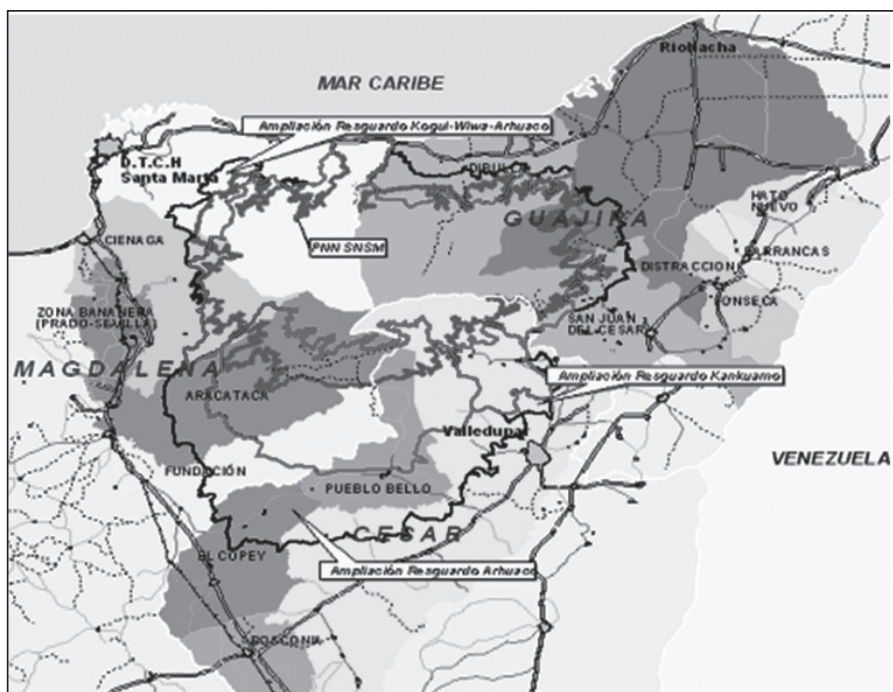 Riohacha
MAR CARIBE
Ampliación Resguardo Kogui-Wiwa-Arhuaco
D.T.C.H
Santa Marta
DIBULLA
GUAJIRA
HATO
NUEVO
PNN SNSM
CIENAGA
BARRANCAS
DISTRACCION
FONSECA
ZONA BANANERA
(PRADO-SEVILLA)
SAN JUAN
DEL CESAR
MAGDALENA
Ampliación Resguardo Kankuamo
ARACATACA
Valledupar
VENEZUELA
FUNDACIÓN
PUEBLO BELLO
CESAR
EL COPEY
Ampliación Resguardo Arhuaco
BOSCONIA